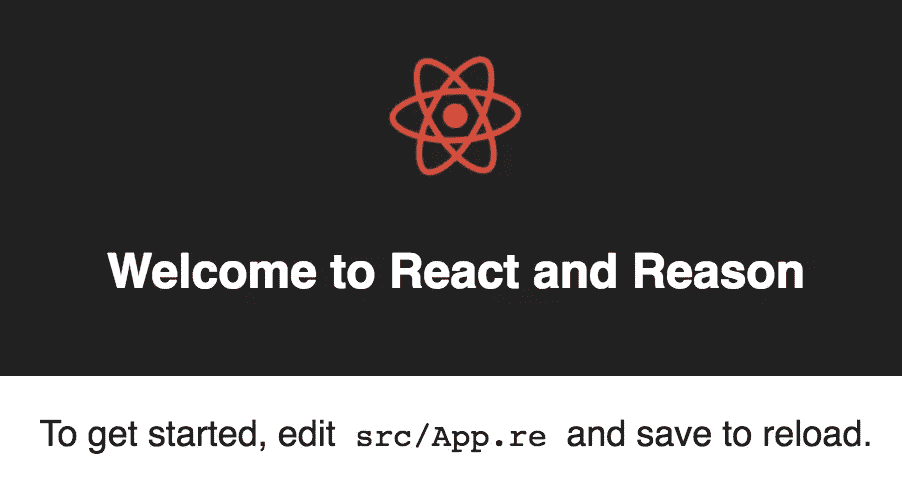 Welcome to React and Reason
To get started, edit src/App.re and save to reload.